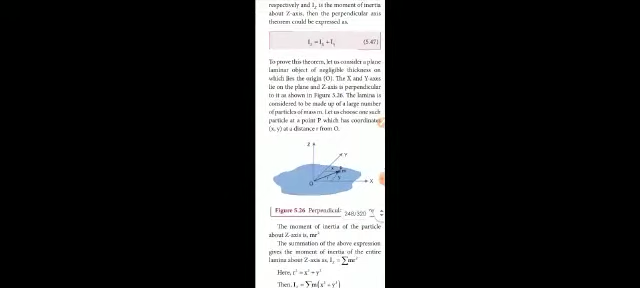 respectively and I_z is the moment of inertia
about Z-axis, then the perpendicular axis
theorem could be expressed as,
I_z = I_x + I_y (5.47)
To prove this theorem, let us consider a plane
laminar object of negligible thickness on
which lies the origin (O). The X and Y-axes
lie on the plane and Z-axis is perpendicular
to it as shown in Figure 5.26. The lamina is
considered to be made up of a large number
of particles of mass m. Let us choose one such
particle at a point P which has coordinates
(x, y) at a distance r from O.
Z
Y
X
O
Figure 5.26 Perpendicular
248/320
The moment of inertia of the particle
about Z-axis is, mr²
The summation of the above expression
gives the moment of inertia of the entire
lamina about Z-axis as, I_z = ∑mr²
Here, r² = x² + y²
Then, I_z = ∑m(x² + y²)